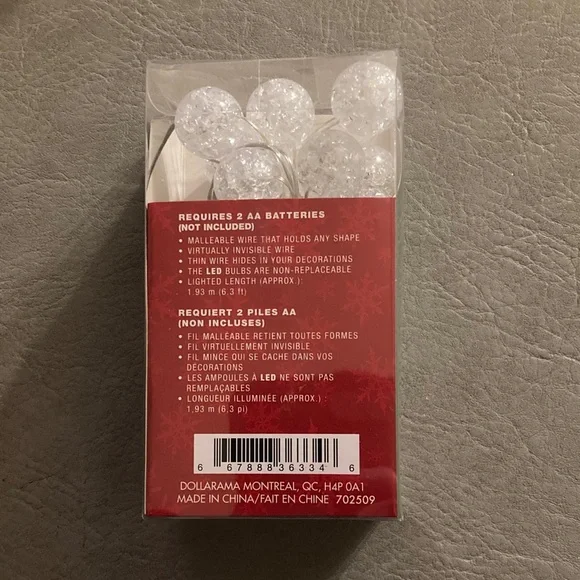 REQUIRES 2 AA BATTERIES
(NOT INCLUDED)
• MALLEABLE WIRE THAT HOLDS ANY SHAPE
• VIRTUALLY INVISIBLE WIRE
• THIN WIRE HIDES IN YOUR DECORATIONS
• THE LED BULBS ARE NON-REPLACEABLE
• LIGHTED LENGTH (APPROX.):
1.93 m (6.3 ft)
REQUIERT 2 PILES AA
(NON INCLUSES)
• FIL MALLÉABLE RETIENT TOUTES FORMES
• FIL VIRTUELLEMENT INVISIBLE
• FIL MINCE QUI SE CACHE DANS VOS
DÉCORATIONS
• LES AMPOULES À LED NE SONT PAS
REMPLAÇABLES
• LONGUEUR ILLUMINÉE (APPROX.) :
1,93 m (6,3 pi)
6 67888 36334 6
DOLLARAMA MONTREAL, QC, H4P 0A1
MADE IN CHINA/FAIT EN CHINE 702509